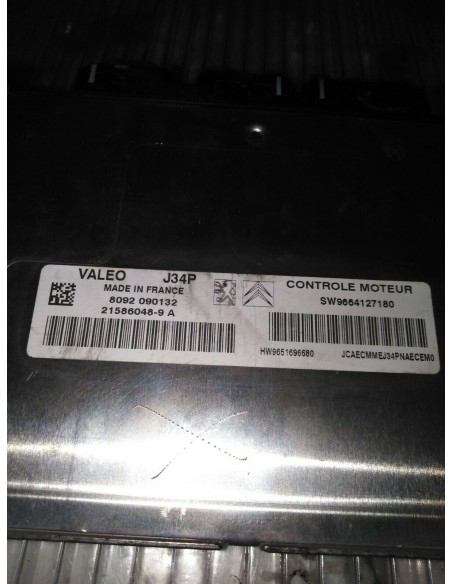 VALEO J34P
MADE IN FRANCE
8092 090132
21586048-9 A
CONTROLE MOTEUR
SW9664127180
HW9651696680 JCAECMMEJ34PNAECEM0